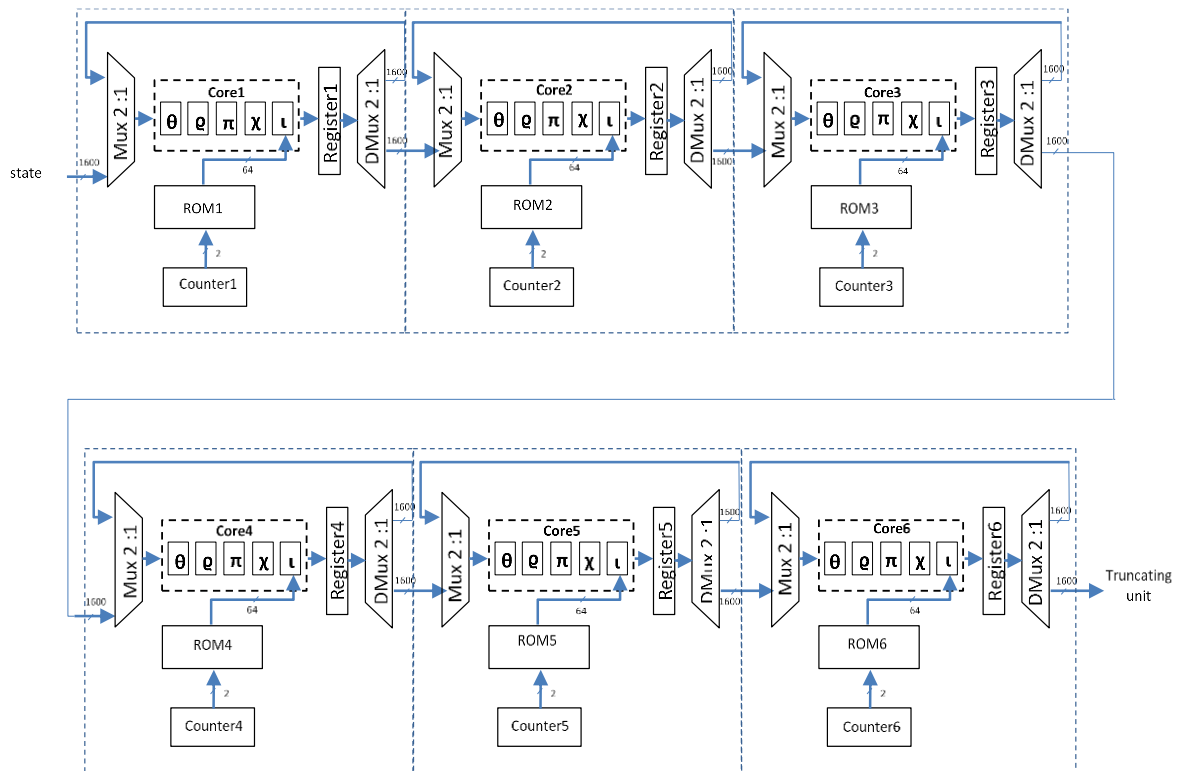 state
1600
Mux 2 :1
Core1
θ ϱ π χ ι
Register1
DMux 2 :1
1600
1600
64
ROM1
2
Counter1
Mux 2 :1
Core2
θ ϱ π χ ι
Register2
DMux 2 :1
1600
1600
64
ROM2
2
Counter2
Mux 2 :1
Core3
θ ϱ π χ ι
Register3
DMux 2 :1
1600
1600
64
ROM3
2
Counter3
1600
Mux 2 :1
Core4
θ ϱ π χ ι
Register4
DMux 2 :1
1600
1600
64
ROM4
2
Counter4
Mux 2 :1
Core5
θ ϱ π χ ι
Register5
DMux 2 :1
1600
1600
64
ROM5
2
Counter5
Mux 2 :1
Core6
θ ϱ π χ ι
Register6
DMux 2 :1
1600
1600
64
ROM6
2
Counter6
Truncating
unit